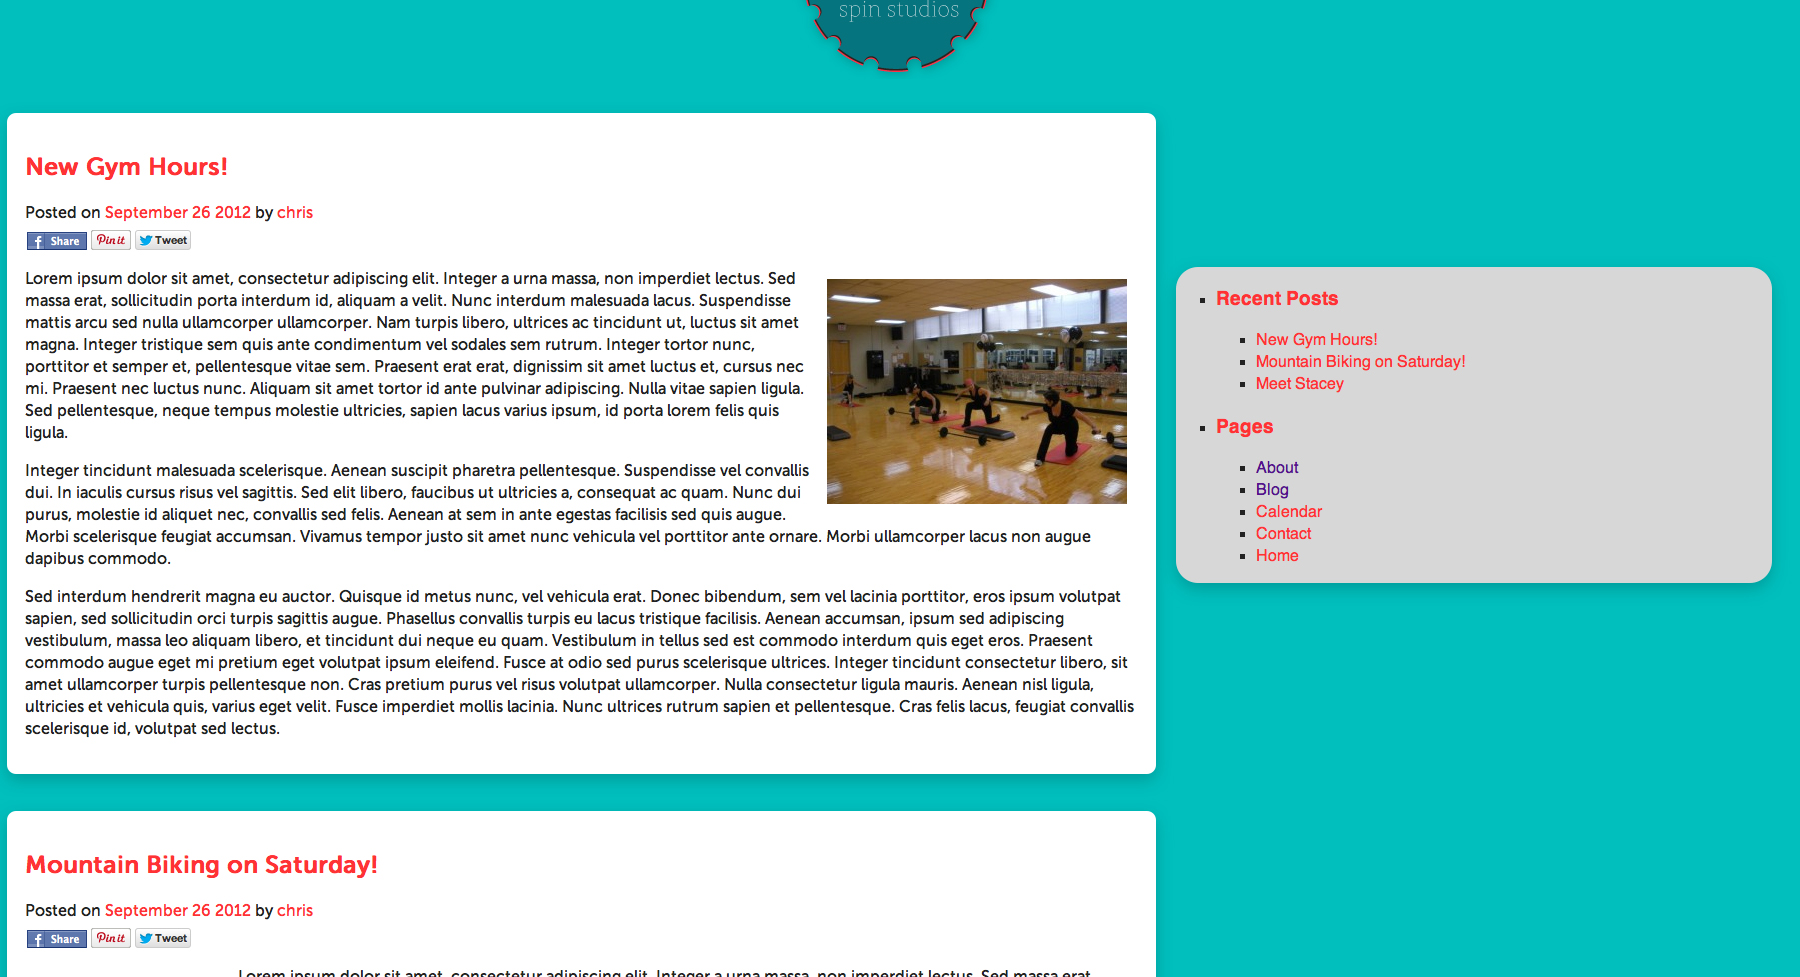 spin studios
New Gym Hours!
Posted on September 26 2012 by chris
Share Pin it Tweet
Lorem ipsum dolor sit amet, consectetur adipiscing elit. Integer a urna massa, non imperdiet lectus. Sed
massa erat, sollicitudin porta interdum id, aliquam a velit. Nunc interdum malesuada lacus. Suspendisse
mattis arcu sed nulla ullamcorper ullamcorper. Nam turpis libero, ultrices ac tincidunt ut, luctus sit amet
magna. Integer tristique sem quis ante condimentum vel sodales sem rutrum. Integer tortor nunc,
porttitor et semper et, pellentesque vitae sem. Praesent erat erat, dignissim sit amet luctus et, cursus nec
mi. Praesent nec luctus nunc. Aliquam sit amet tortor id ante pulvinar adipiscing. Nulla vitae sapien ligula.
Sed pellentesque, neque tempus molestie ultricies, sapien lacus varius ipsum, id porta lorem felis quis
ligula.
Integer tincidunt malesuada scelerisque. Aenean suscipit pharetra pellentesque. Suspendisse vel convallis
dui. In iaculis cursus risus vel sagittis. Sed elit libero, faucibus ut ultricies a, consequat ac quam. Nunc dui
purus, molestie id aliquet nec, convallis sed felis. Aenean at sem in ante egestas facilisis sed quis augue.
Morbi scelerisque feugiat accumsan. Vivamus tempor justo sit amet nunc vehicula vel porttitor ante ornare. Morbi ullamcorper lacus non augue
dapibus commodo.
Sed interdum hendrerit magna eu auctor. Quisque id metus nunc, vel vehicula erat. Donec bibendum, sem vel lacinia porttitor, eros ipsum volutpat
sapien, sed sollicitudin orci turpis sagittis augue. Phasellus convallis turpis eu lacus tristique facilisis. Aenean accumsan, ipsum sed adipiscing
vestibulum, massa leo aliquam libero, et tincidunt dui neque eu quam. Vestibulum in tellus sed est commodo interdum quis eget eros. Praesent
commodo augue eget mi pretium eget volutpat ipsum eleifend. Fusce at odio sed purus scelerisque ultrices. Integer tincidunt consectetur libero, sit
amet ullamcorper turpis pellentesque non. Cras pretium purus vel risus volutpat ullamcorper. Nulla consectetur ligula mauris. Aenean nisl ligula,
ultricies et vehicula quis, varius eget velit. Fusce imperdiet mollis lacinia. Nunc ultrices rutrum sapien et pellentesque. Cras felis lacus, feugiat convallis
scelerisque id, volutpat sed lectus.
Mountain Biking on Saturday!
Posted on September 26 2012 by chris
Share Pin it Tweet
Lorem ipsum dolor sit amet, consectetur adipiscing elit. Integer a urna massa, non imperdiet lectus. Sed massa erat,
Recent Posts
New Gym Hours!
Mountain Biking on Saturday!
Meet Stacey
Pages
About
Blog
Calendar
Contact
Home